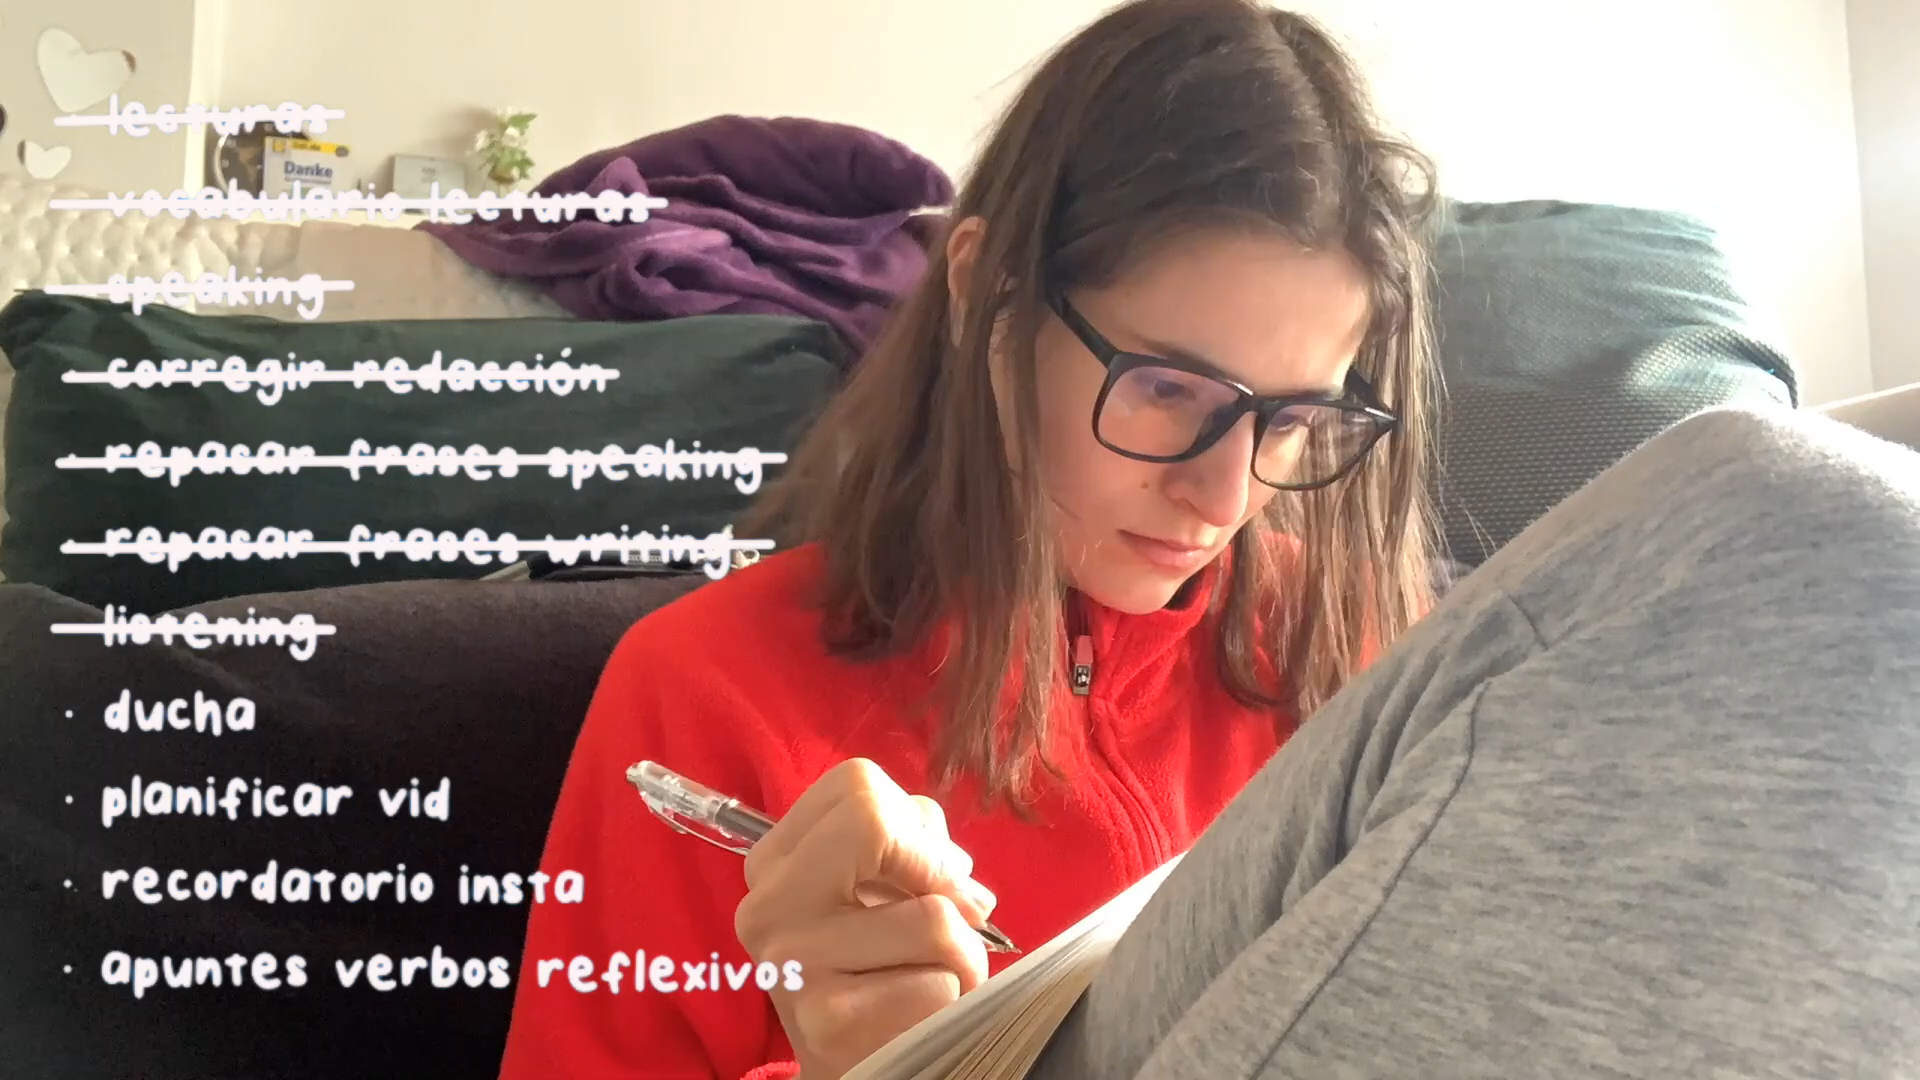 lecturas
Danke
vocabulario lecturas
speaking
· corregir redacción
· repasar frases speaking
· repasar frases writing
listening
· ducha
· planificar vid
· recordatorio insta
· apuntes verbos reflexivos